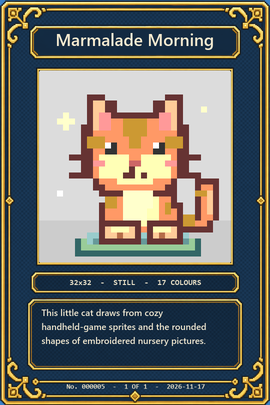 Marmalade Morning
32x32 - STILL - 17 COLOURS
This little cat draws from cozy
handheld-game sprites and the rounded
shapes of embroidered nursery pictures.
No. 000005 - 1 OF 1 - 2026-11-17